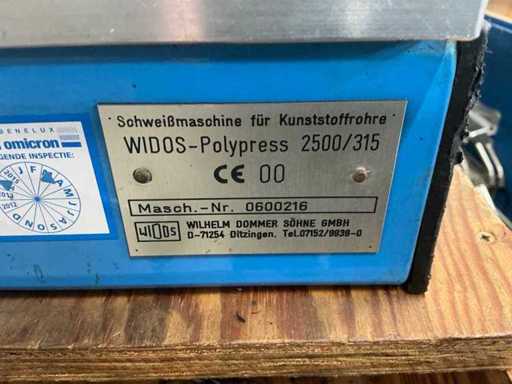 BENELUX
omicron
GENDE INSPECTIE:
J F M A M J J A S O N D
2012
Schweißmaschine für Kunststoffrohre
WIDOS-Polypress 2500/315
CE 00
Masch.-Nr. 0600216
WIDOS
WILHELM DOMMER SÖHNE GMBH
D-71254 Ditzingen. Tel.07152/9939-0